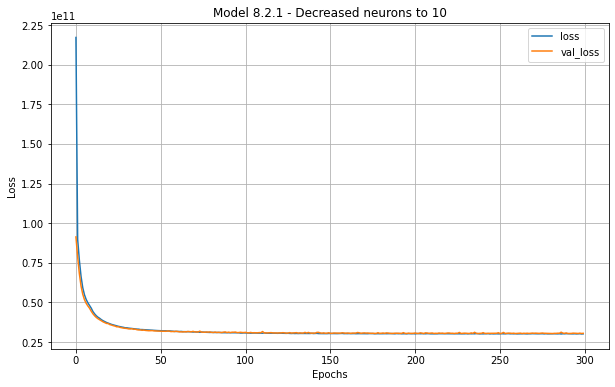 Model 8.2.1 - Decreased neurons to 10
1e11
2.25
2.00
1.75
1.50
1.25
1.00
0.75
0.50
0.25
Loss
loss
val_loss
0 50 100 150 200 250 300
Epochs